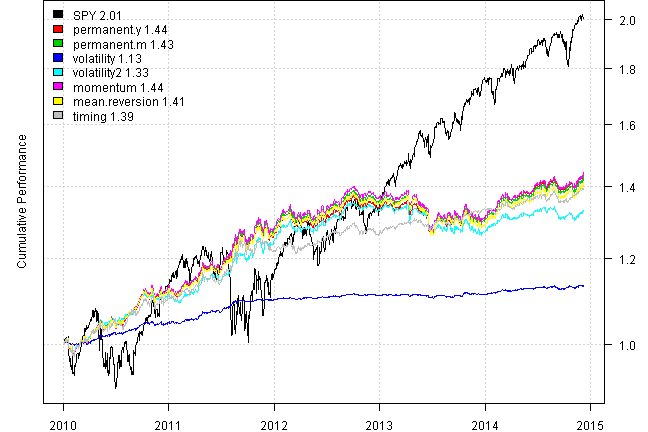 SPY 2.01
permanent.y 1.44
permanent.m 1.43
volatility 1.13
volatility2 1.33
momentum 1.44
mean.reversion 1.41
timing 1.39
Cumulative Performance
2.0
1.8
1.6
1.4
1.2
1.0
2010 2011 2012 2013 2014 2015